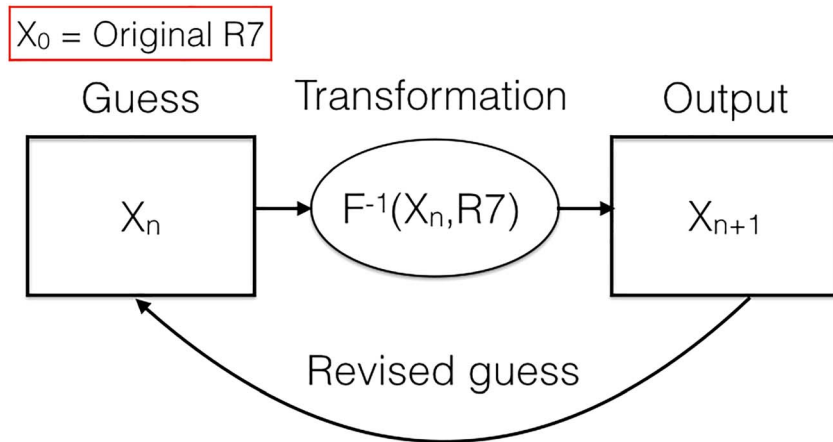 X₀ = Original R7
Guess
Transformation
Output
Xₙ
F⁻¹(Xₙ,R7)
Xₙ₊₁
Revised guess